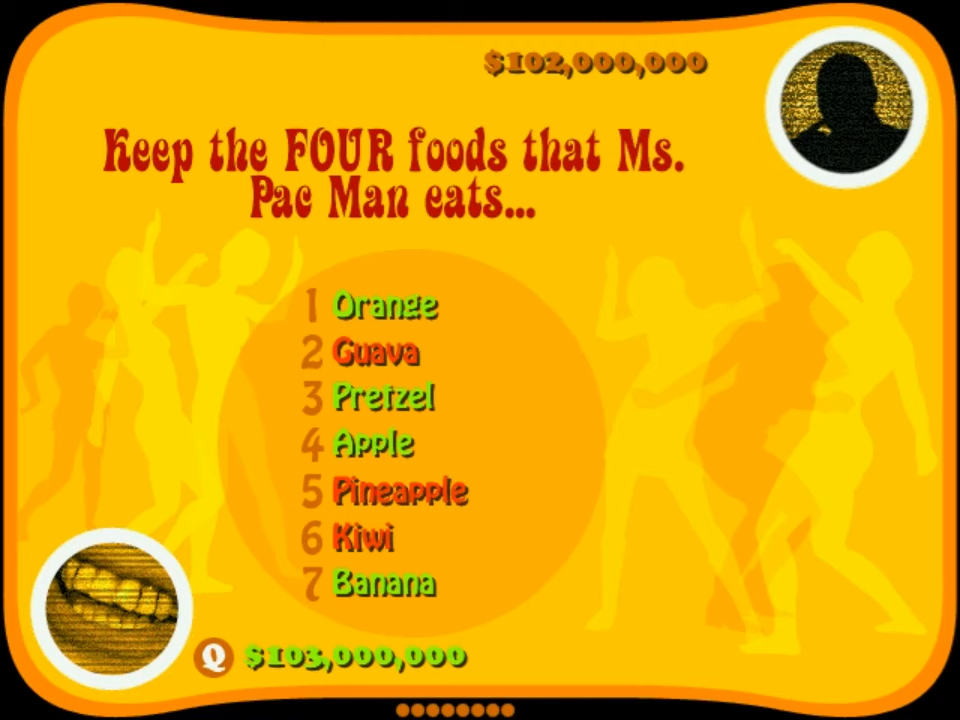 $102,000,000
Keep the FOUR foods that Ms.
Pac Man eats...
1 Orange
2 Guava
3 Pretzel
4 Apple
5 Pineapple
6 Kiwi
7 Banana
Q $103,000,000